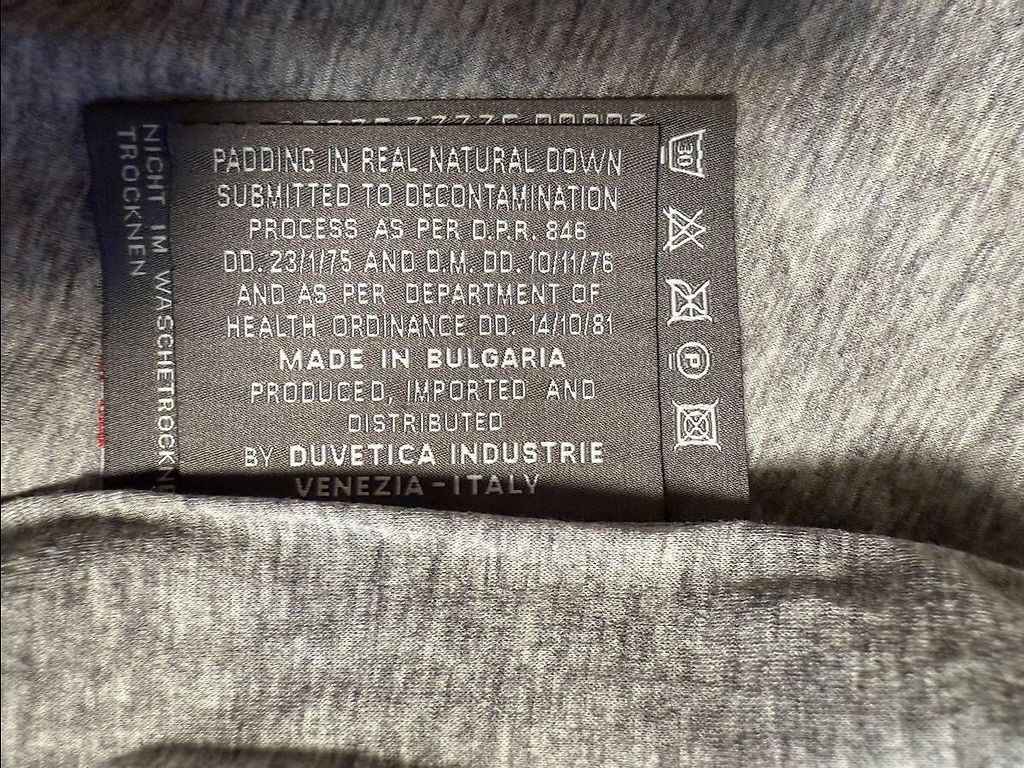 PADDING IN REAL NATURAL DOWN
SUBMITTED TO DECONTAMINATION
PROCESS AS PER D.P.R. 846
DD. 23/1/75 AND D.M. DD. 10/11/76
AND AS PER DEPARTMENT OF
HEALTH ORDINANCE DD. 14/10/81
MADE IN BULGARIA
PRODUCED, IMPORTED AND
DISTRIBUTED
BY DUVETICA INDUSTRIE
VENEZIA - ITALY
NICHT IM WASCHETROCKN
TROCKNEN
30
P